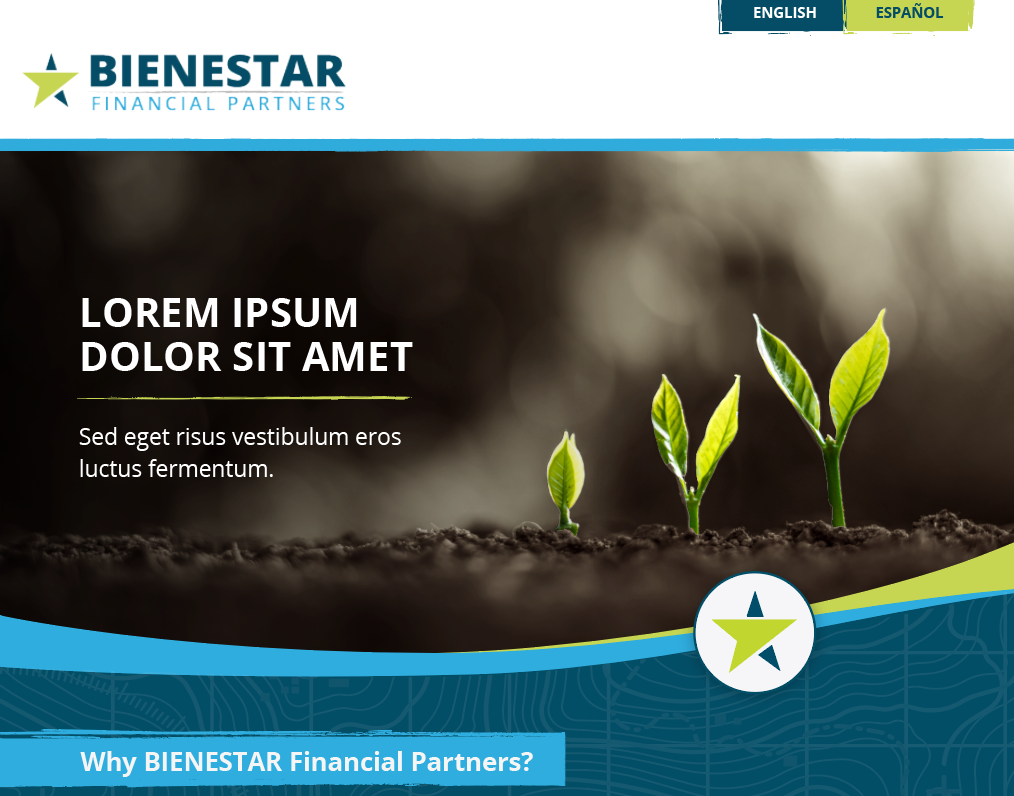 ENGLISH ESPAÑOL
BIENESTAR
FINANCIAL PARTNERS
LOREM IPSUM
DOLOR SIT AMET
Sed eget risus vestibulum eros
luctus fermentum.
Why BIENESTAR Financial Partners?